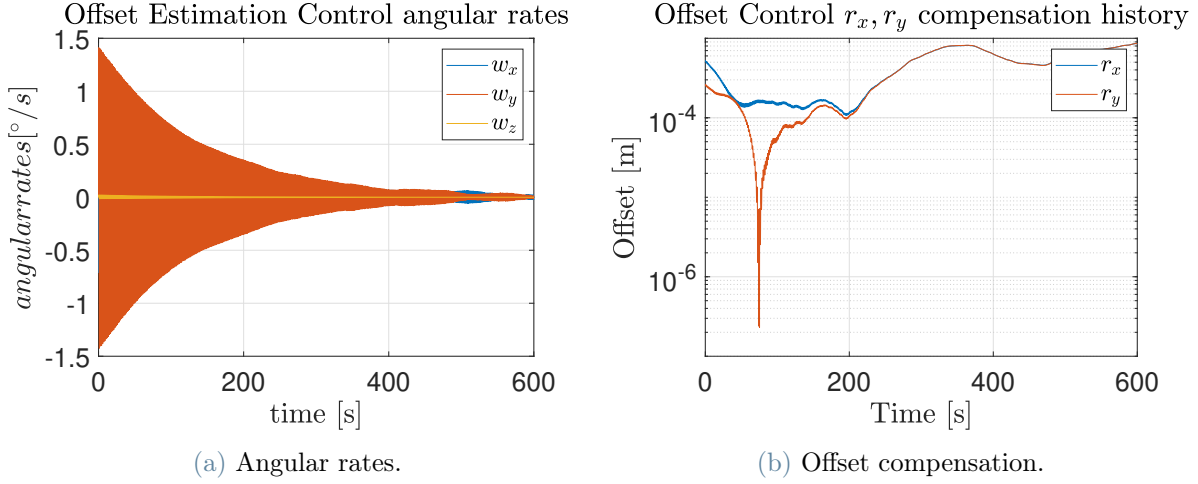 Offset Estimation Control angular rates
1.5
1
0.5
0
-0.5
-1
-1.5
angularrates[°/s]
w_x
w_y
w_z
0 200 400 600
time [s]
(a) Angular rates.
Offset Control r_x, r_y compensation history
10^-4
10^-6
Offset [m]
r_x
r_y
0 200 400 600
Time [s]
(b) Offset compensation.